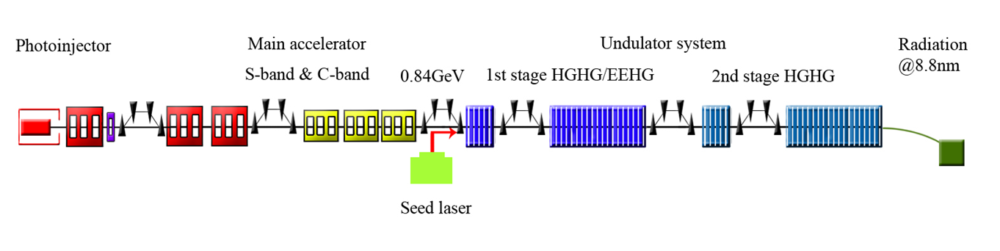 Photoinjector
Main accelerator
S-band & C-band
0.84GeV
Undulator system
1st stage HGHG/EEHG
2nd stage HGHG
Radiation
@8.8nm
Seed laser